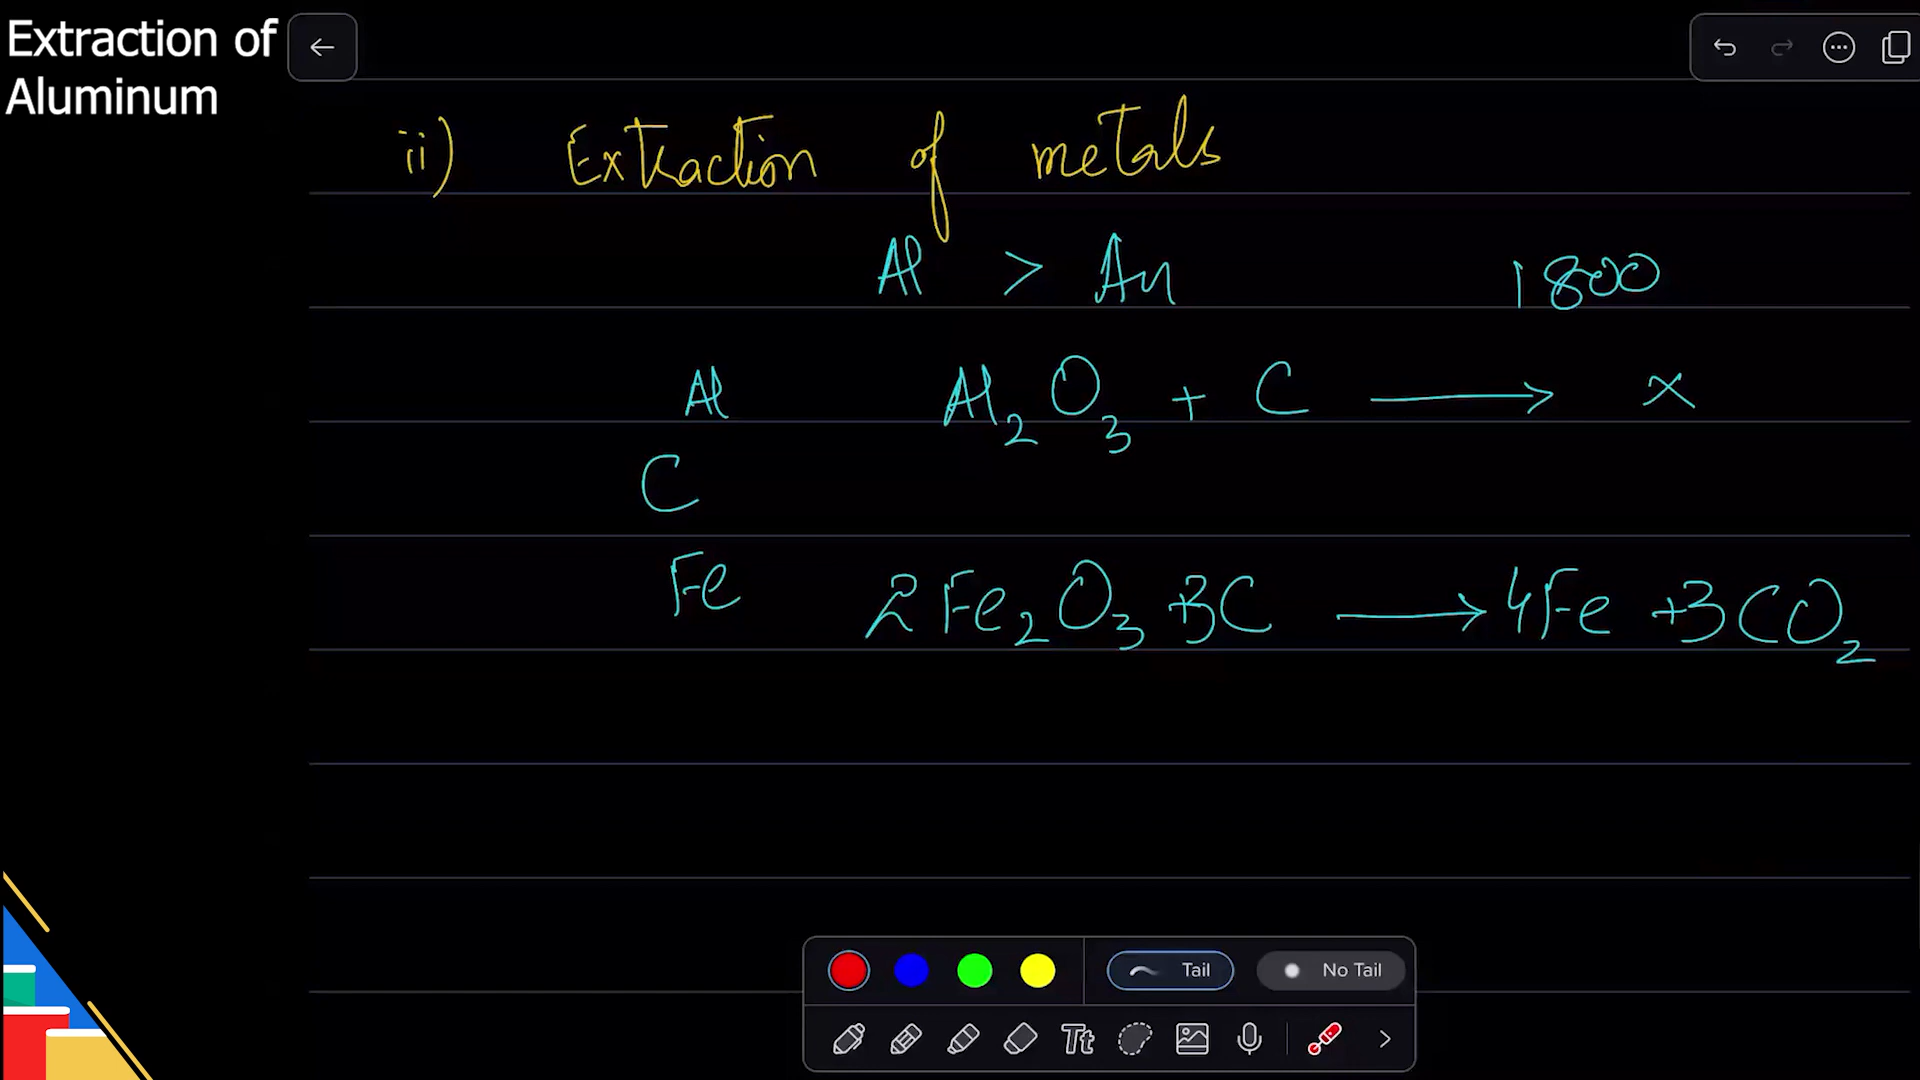 Extraction of
Aluminum
ii) Extraction of metals
Al > Au 1800
Al Al₂O₃ + C ⟶ ×
C
Fe 2Fe₂O₃ + 3C ⟶ 4Fe + 3CO₂
Tail No Tail
Tt